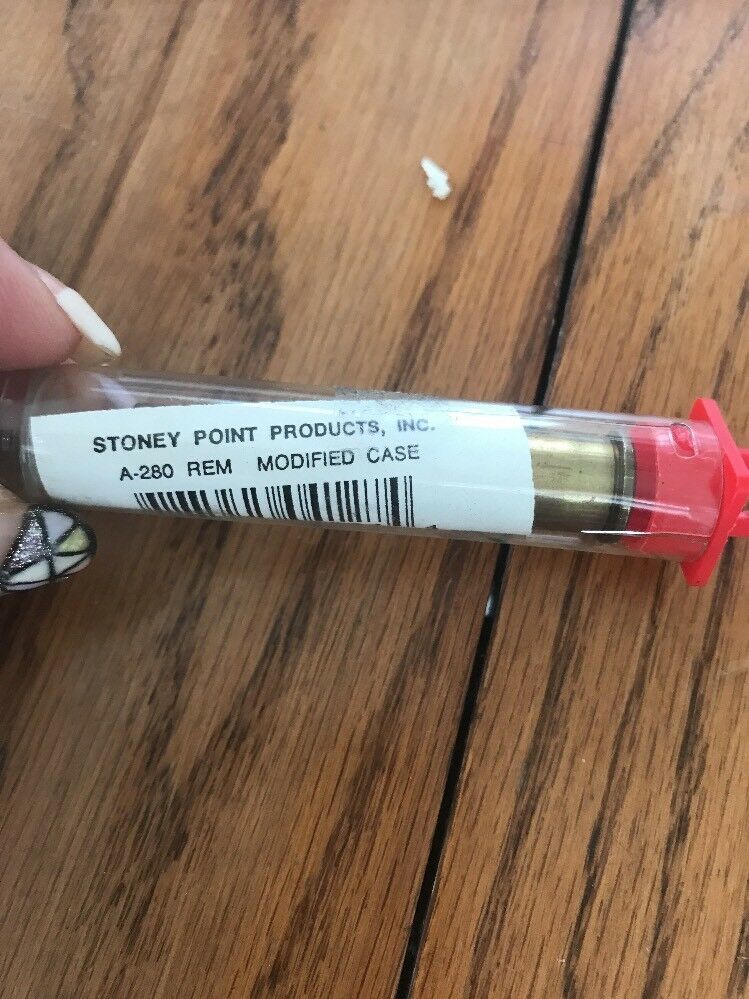 STONEY POINT PRODUCTS, INC.
A-280 REM MODIFIED CASE